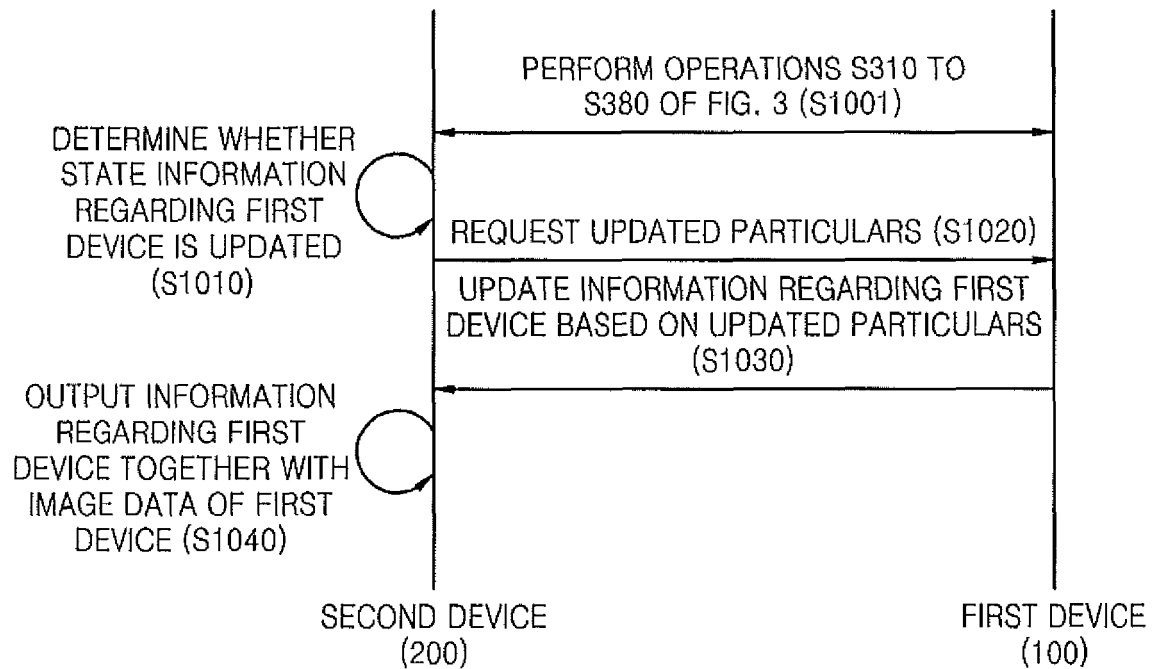 PERFORM OPERATIONS S310 TO
S380 OF FIG. 3 (S1001)
DETERMINE WHETHER
STATE INFORMATION
REGARDING FIRST
DEVICE IS UPDATED
(S1010)
REQUEST UPDATED PARTICULARS (S1020)
UPDATE INFORMATION REGARDING FIRST
DEVICE BASED ON UPDATED PARTICULARS
(S1030)
OUTPUT INFORMATION
REGARDING FIRST
DEVICE TOGETHER WITH
IMAGE DATA OF FIRST
DEVICE (S1040)
SECOND DEVICE
(200)
FIRST DEVICE
(100)